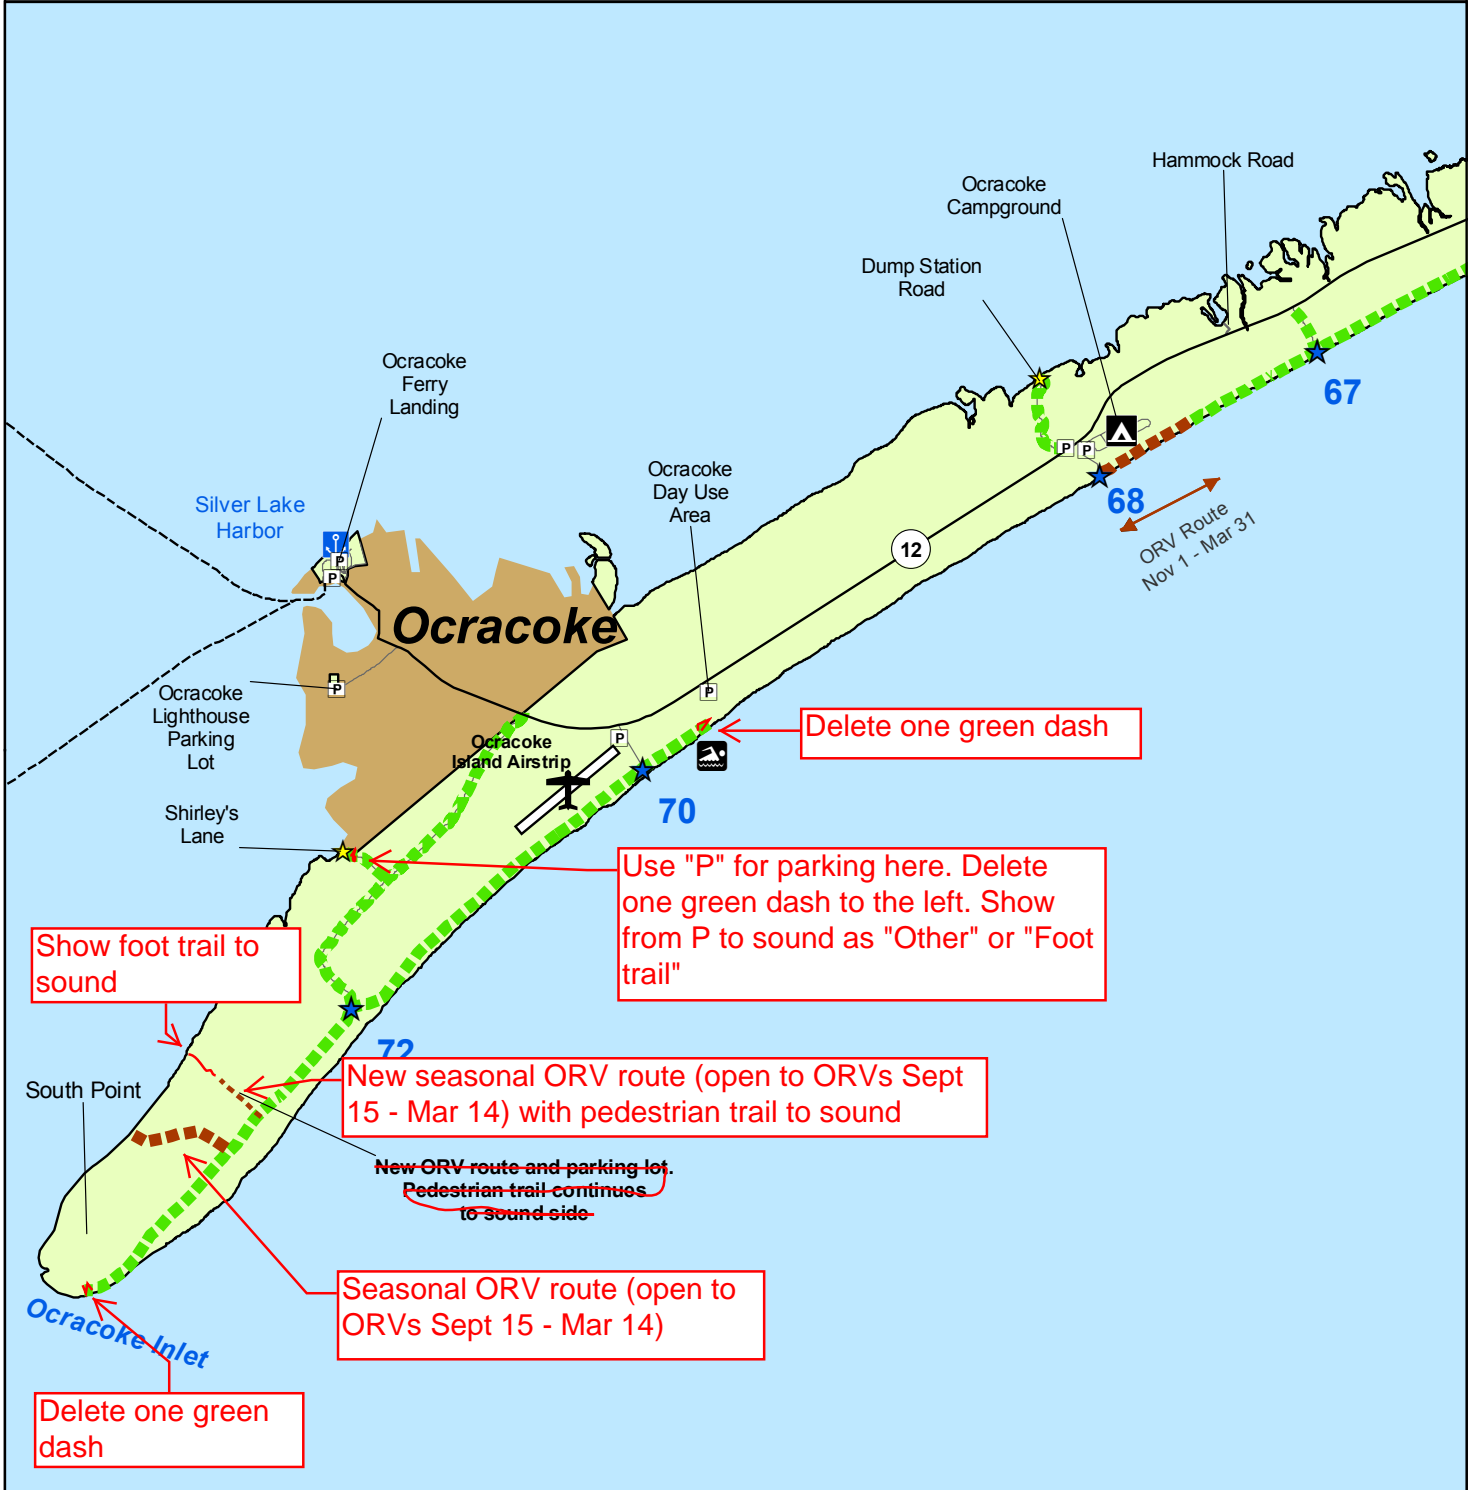 Hammock Road
Ocracoke
Campground
Dump Station
Road
Ocracoke
Ferry
Landing
67
P
P
Ocracoke
Day Use
Area
68
Silver Lake
Harbor
ORV Route
Nov 1 - Mar 31
12
P
P
Ocracoke
P
Ocracoke
Lighthouse
Parking
Lot
P
Delete one green dash
P
Ocracoke
Island Airstrip
70
Shirley's
Lane
Use "P" for parking here. Delete
one green dash to the left. Show
from P to sound as "Other" or "Foot
trail"
Show foot trail to
sound
72
New seasonal ORV route (open to ORVs Sept
15 - Mar 14) with pedestrian trail to sound
South Point
New ORV route and parking lot.
Pedestrian trail continues
to sound side
Seasonal ORV route (open to
ORVs Sept 15 - Mar 14)
Ocracoke Inlet
Delete one green
dash